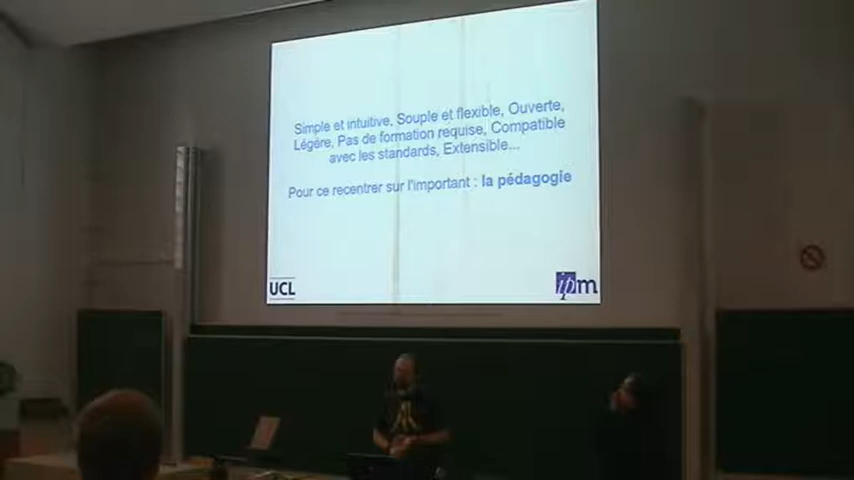 Simple et intuitive, Souple et flexible, Ouverte,
Légère, Pas de formation requise, Compatible
avec les standards, Extensible...
Pour ce recentrer sur l'important : la pédagogie
UCL
ipm